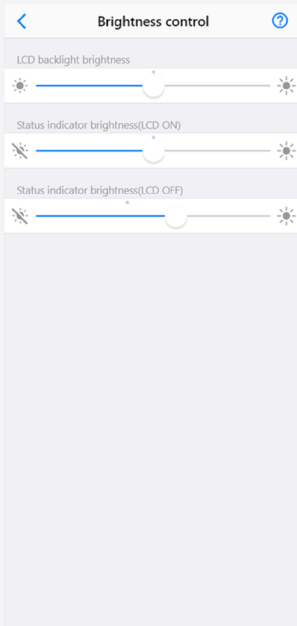 Brightness control
LCD backlight brightness
Status indicator brightness(LCD ON)
Status indicator brightness(LCD OFF)